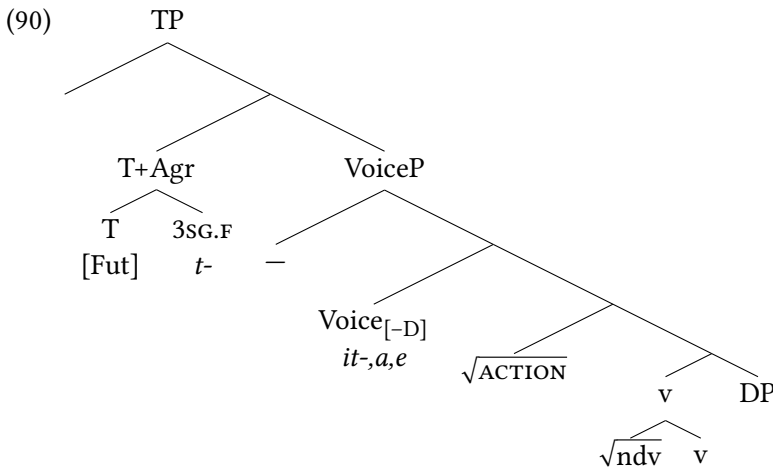 (90) TP
T+Agr VoiceP
T 3SG.F
[Fut] t- –
Voice[–D]
it-,a,e √ACTION
v DP
√ndv v